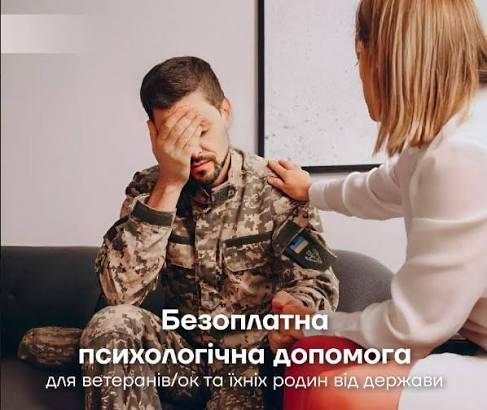 Безоплатна
психологічна допомога
для ветеранів/ок та їхніх родин від держави